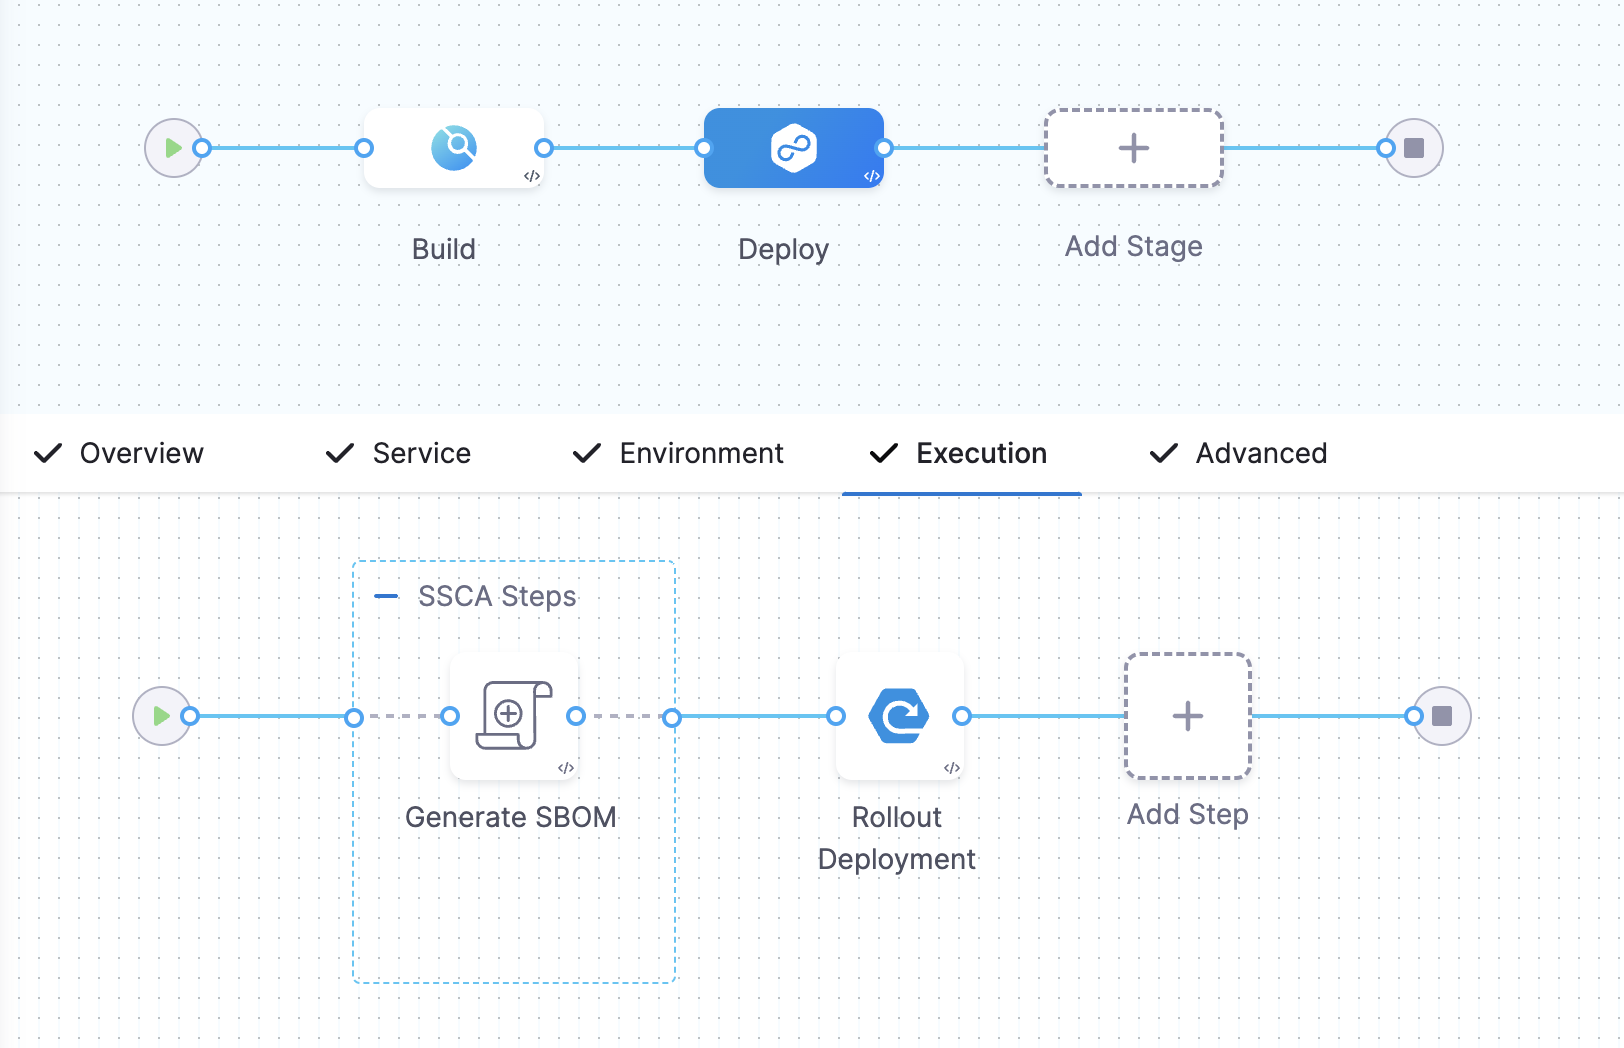 </>
</>
Build
Deploy
Add Stage
Overview
Service
Environment
Execution
Advanced
SSCA Steps
</>
</>
Generate SBOM
Rollout
Deployment
Add Step